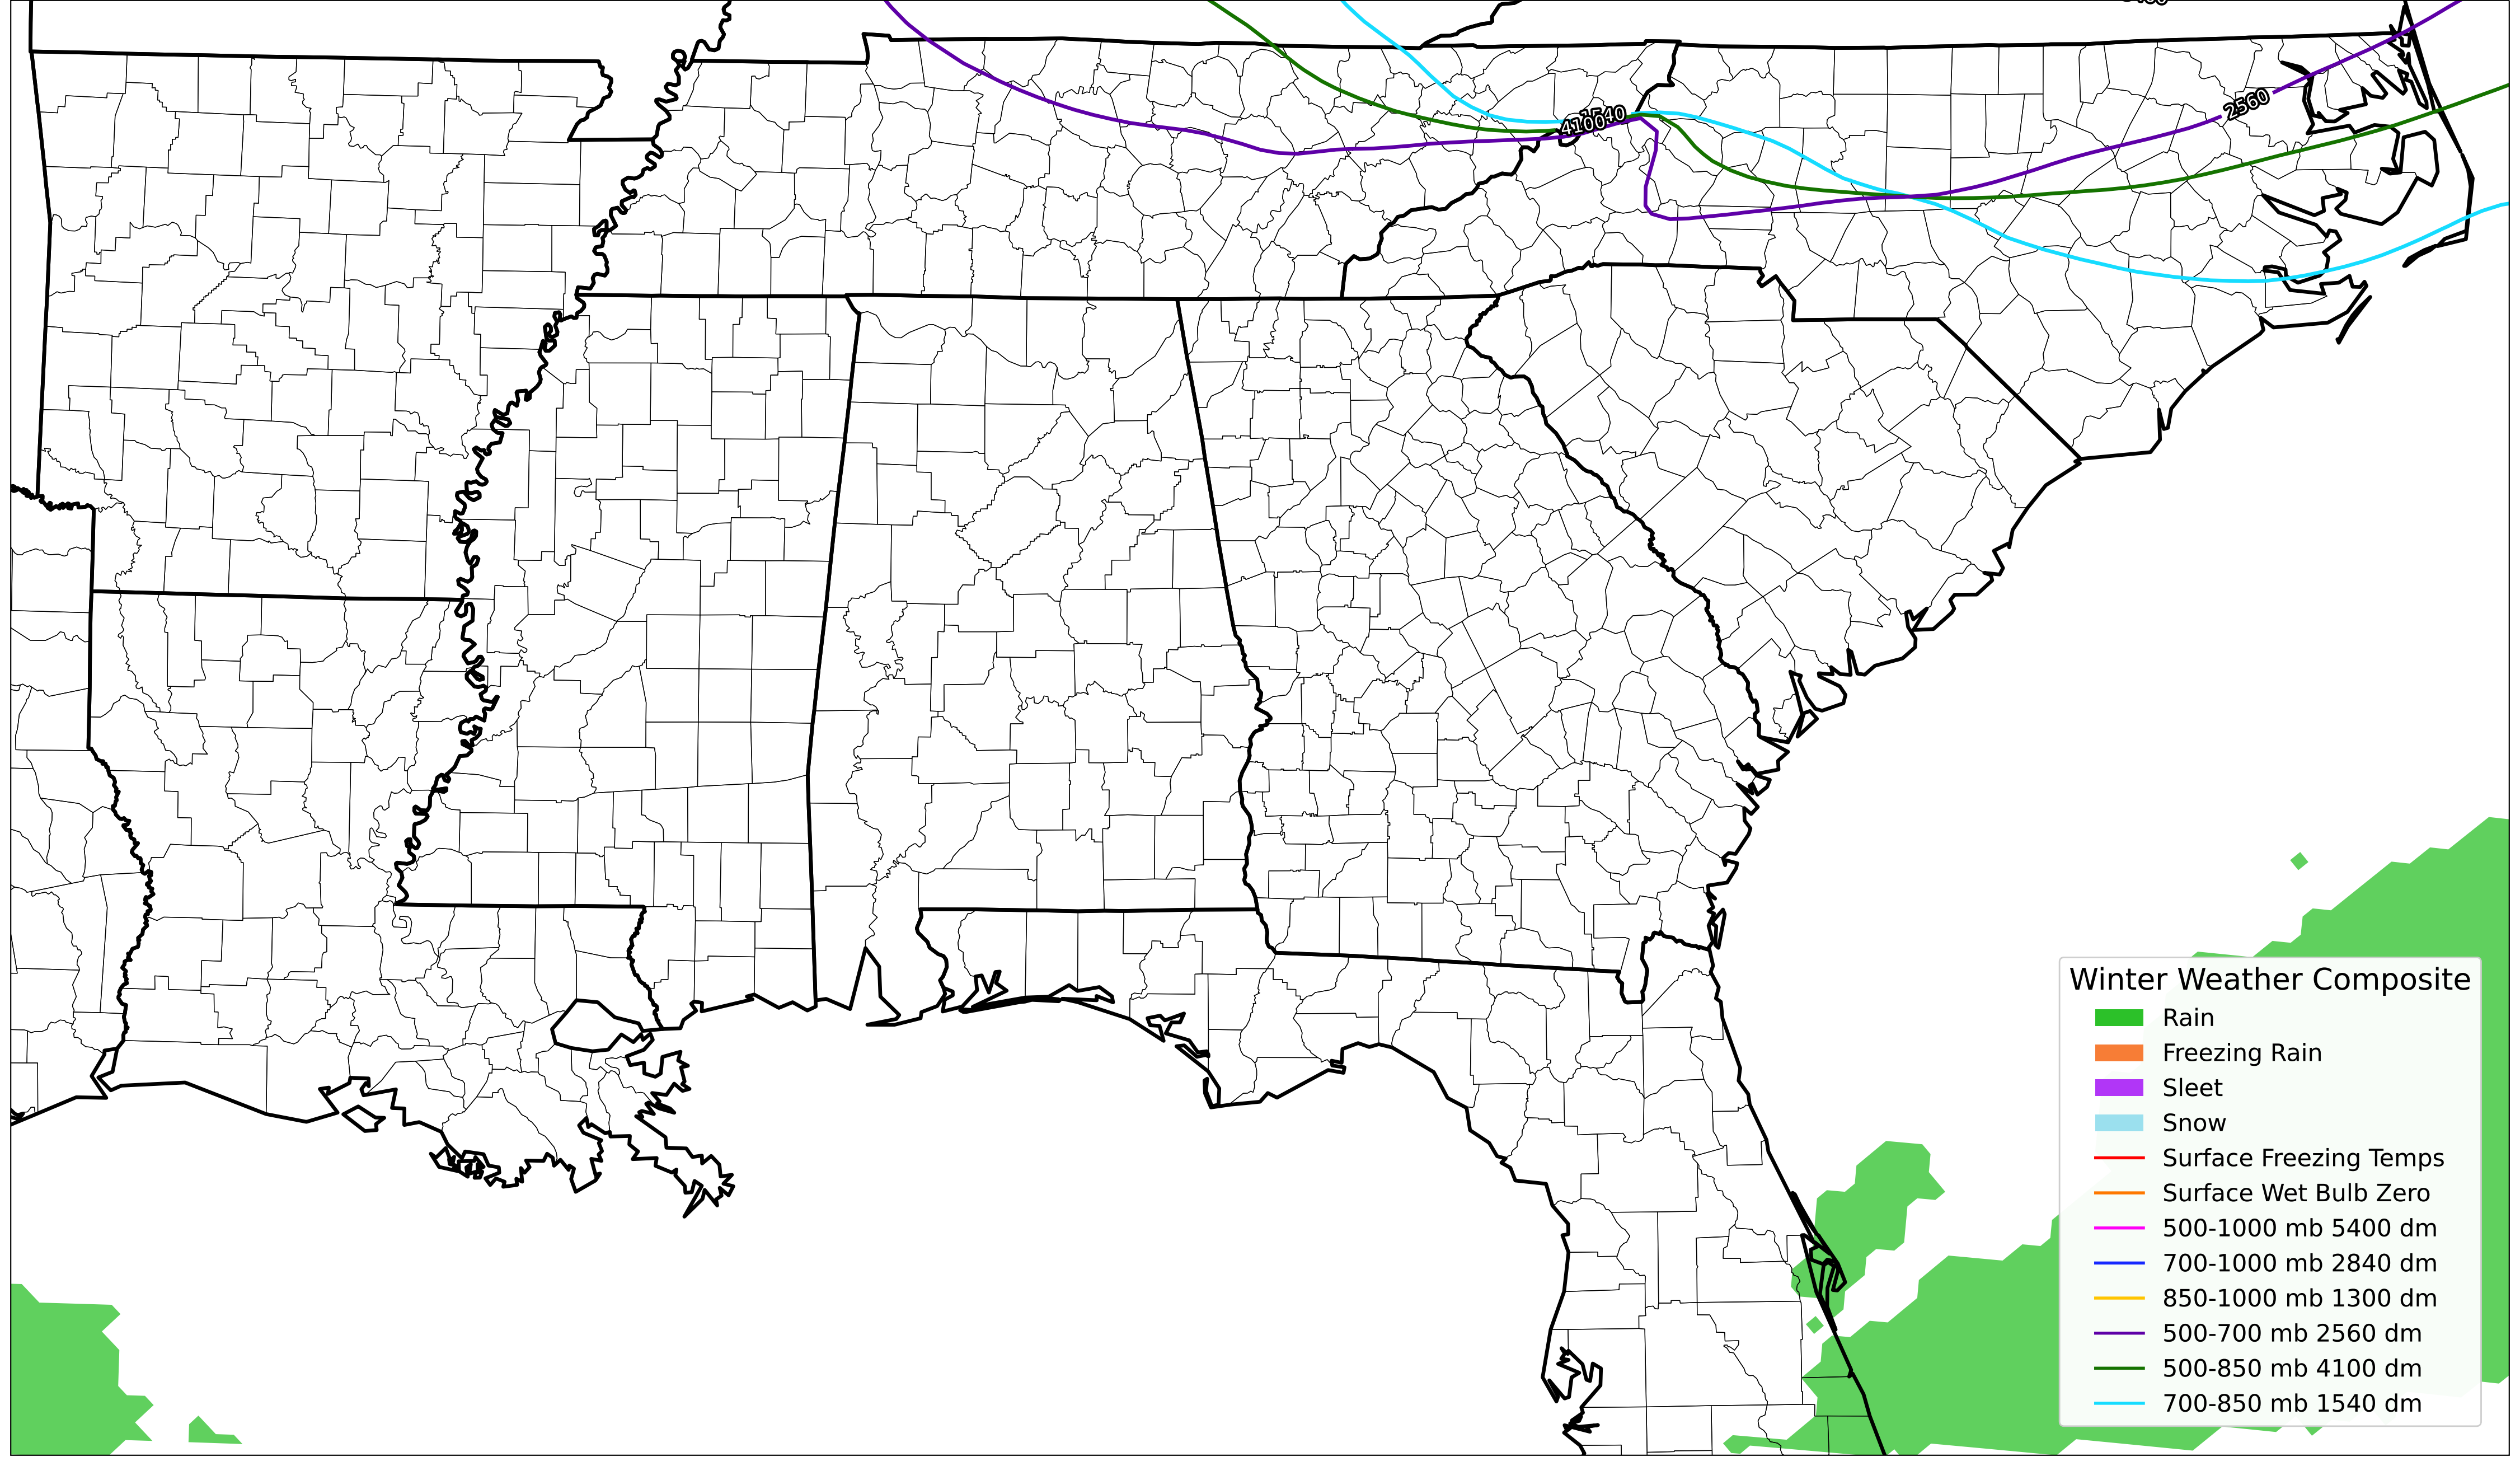 2560
Winter Weather Composite
Rain
Freezing Rain
Sleet
Snow
Surface Freezing Temps
Surface Wet Bulb Zero
500-1000 mb 5400 dm
700-1000 mb 2840 dm
850-1000 mb 1300 dm
500-700 mb 2560 dm
500-850 mb 4100 dm
700-850 mb 1540 dm